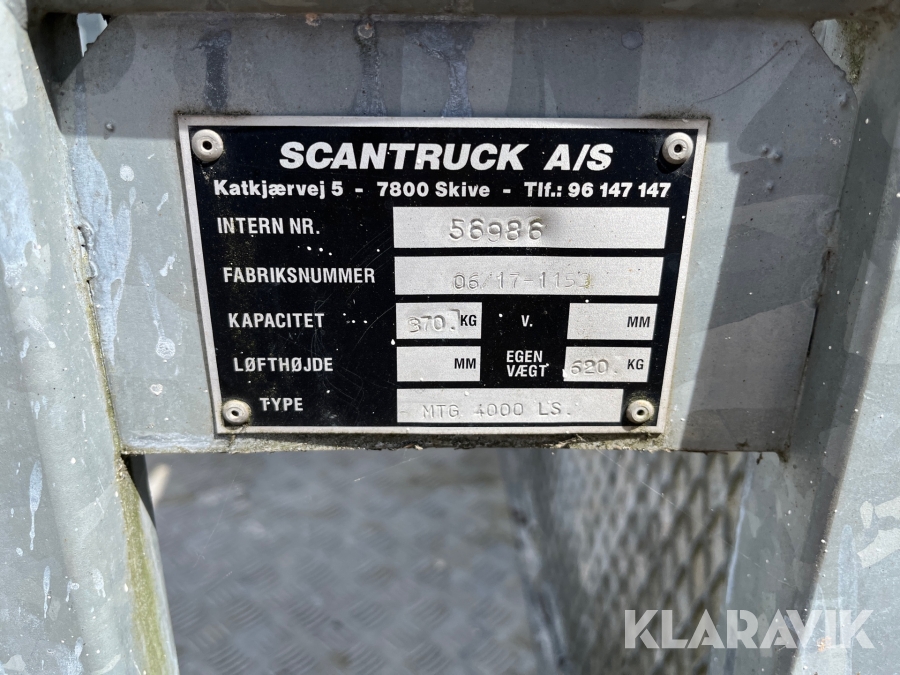 SCANTRUCK A/S
Katkjærvej 5 - 7800 Skive - Tlf.: 96 147 147
INTERN NR. 56986
FABRIKSNUMMER
KAPACITET 370. KG V. MM
LØFTHØJDE MM EGEN VÆGT 620. KG
TYPE MTG 4000 LS.
KLARAVIK